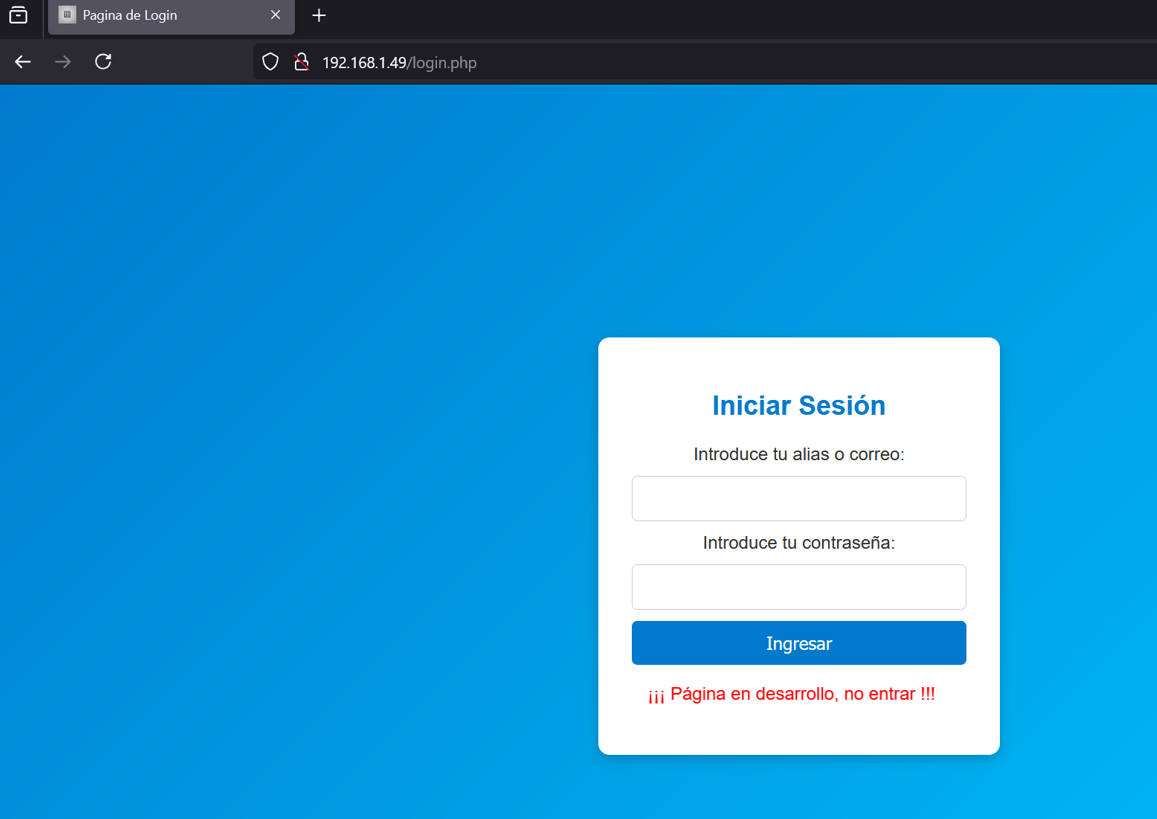 Pagina de Login
192.168.1.49/login.php
Iniciar Sesión
Introduce tu alias o correo:
Introduce tu contraseña:
Ingresar
¡¡¡ Página en desarrollo, no entrar !!!